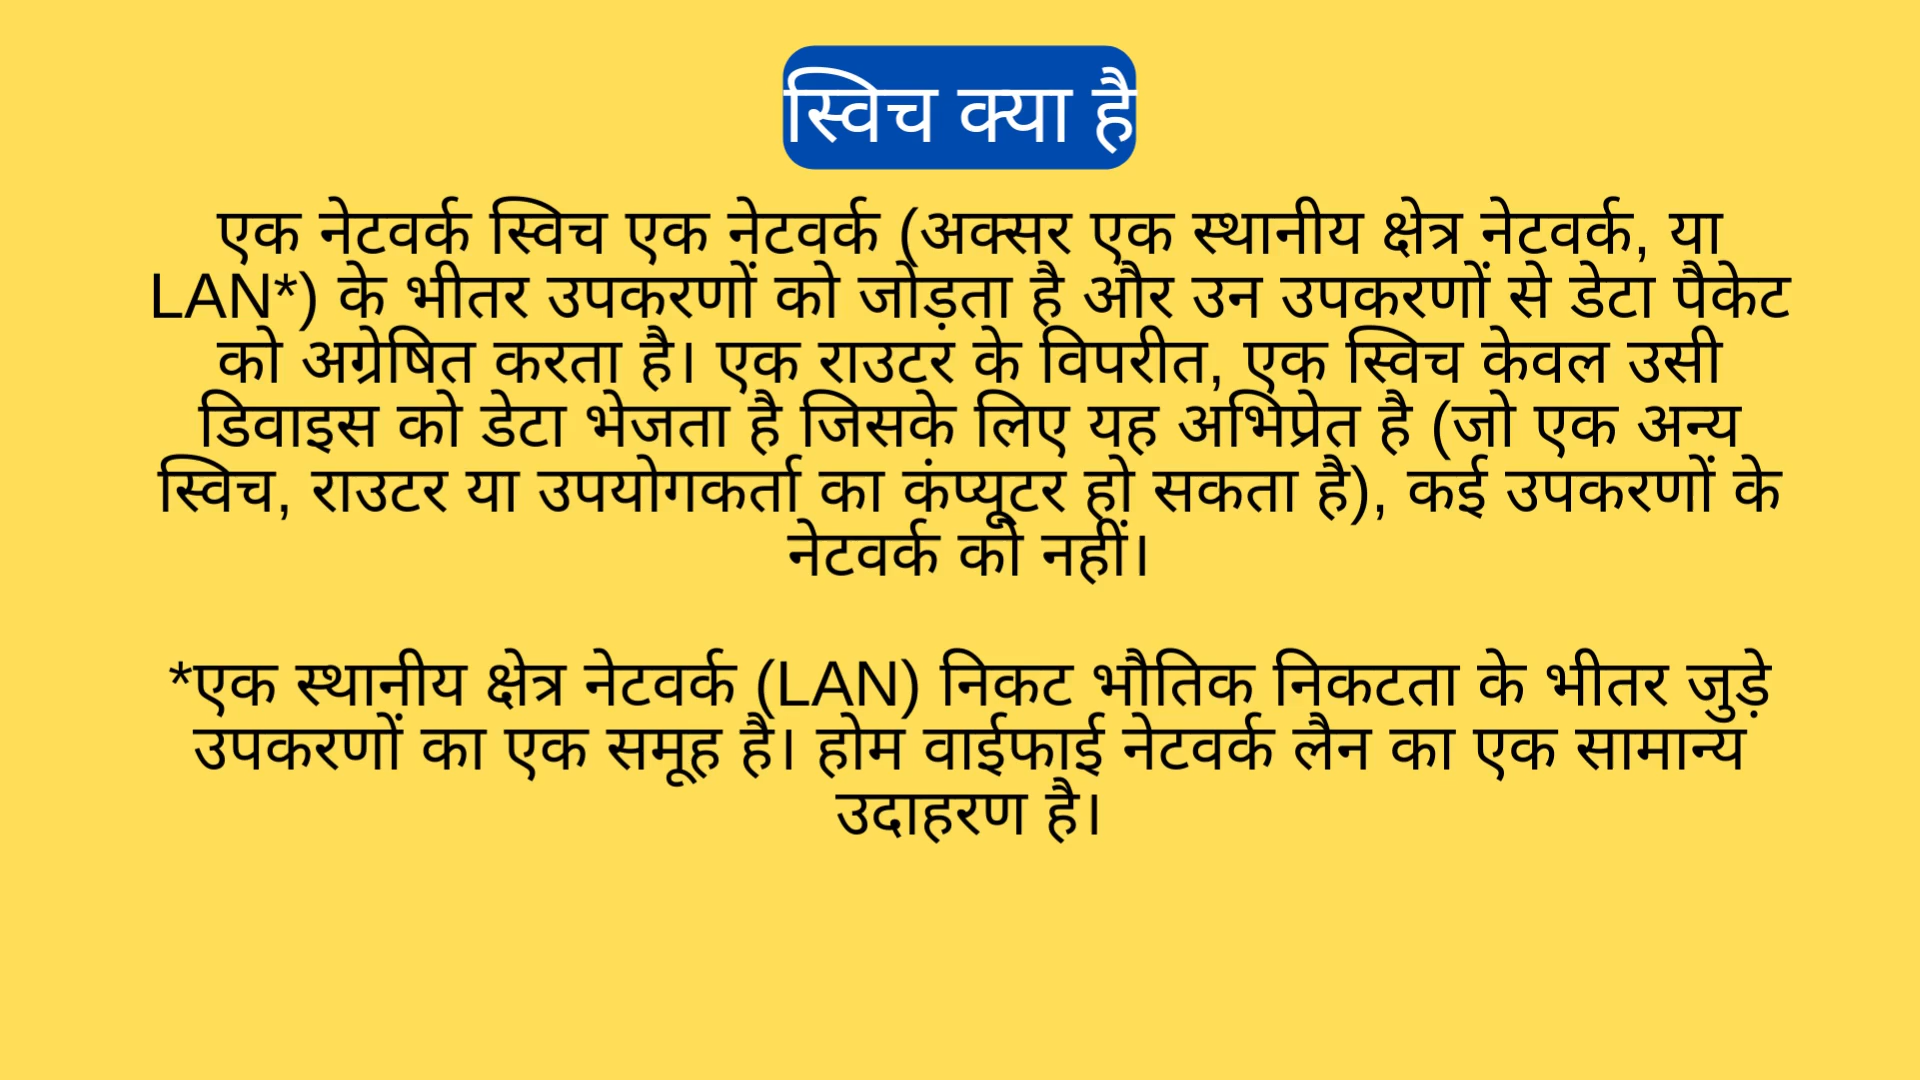 स्विच क्या है
एक नेटवर्क स्विच एक नेटवर्क (अक्सर एक स्थानीय क्षेत्र नेटवर्क, या
LAN*) के भीतर उपकरणों को जोड़ता है और उन उपकरणों से डेटा पैकेट
को अग्रेषित करता है। एक राउटर के विपरीत, एक स्विच केवल उसी
डिवाइस को डेटा भेजता है जिसके लिए यह अभिप्रेत है (जो एक अन्य
स्विच, राउटर या उपयोगकर्ता का कंप्यूटर हो सकता है), कई उपकरणों के
नेटवर्क को नहीं।
*एक स्थानीय क्षेत्र नेटवर्क (LAN) निकट भौतिक निकटता के भीतर जुड़े
उपकरणों का एक समूह है। होम वाईफाई नेटवर्क लैन का एक सामान्य
उदाहरण है।